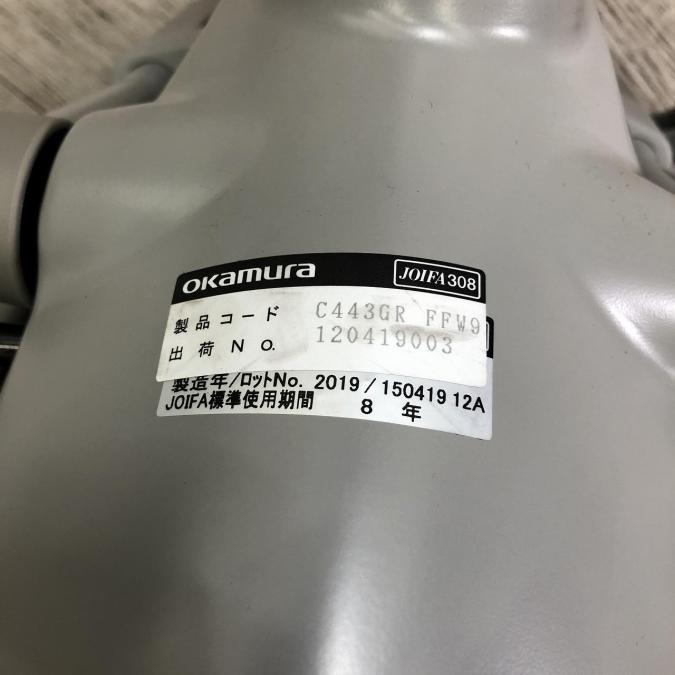 okamura JOIFA308
製品コード C443GR FFW9
出荷NO. 120419003
製造年/ロットNo. 2019 / 150419 12A
JOIFA標準使用期間 8 年